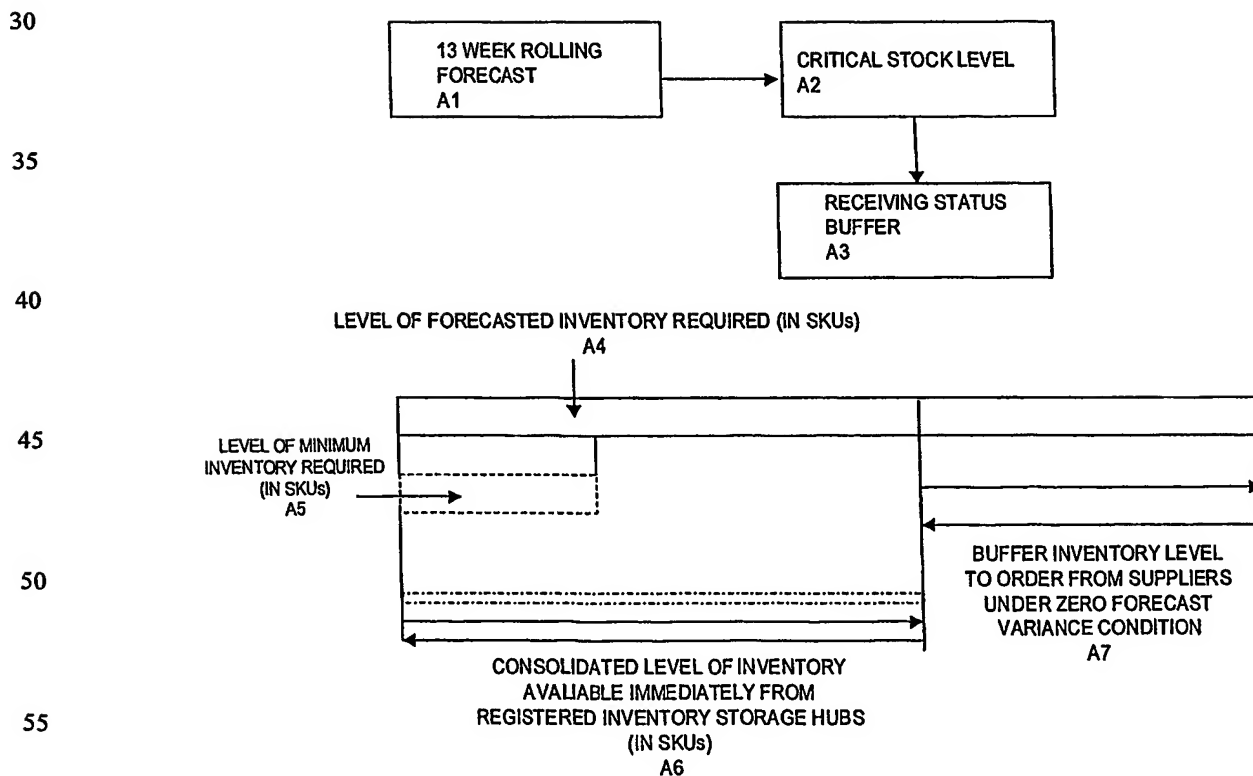 30
13 WEEK ROLLING
FORECAST
A1
CRITICAL STOCK LEVEL
A2
35
RECEIVING STATUS
BUFFER
A3
40
LEVEL OF FORECASTED INVENTORY REQUIRED (IN SKUs)
A4
45
LEVEL OF MINIMUM
INVENTORY REQUIRED
(IN SKUs)
A5
50
BUFFER INVENTORY LEVEL
TO ORDER FROM SUPPLIERS
UNDER ZERO FORECAST
VARIANCE CONDITION
A7
CONSOLIDATED LEVEL OF INVENTORY
AVALIABLE IMMEDIATELY FROM
REGISTERED INVENTORY STORAGE HUBS
(IN SKUs)
A6
55